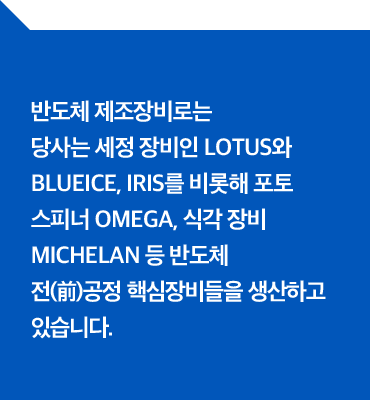 반도체 제조장비로는
당사는 세정 장비인 LOTUS와
BLUEICE, IRIS를 비롯해 포토
스피너 OMEGA, 식각 장비
MICHELAN 등 반도체
전(前)공정 핵심장비들을 생산하고
있습니다.